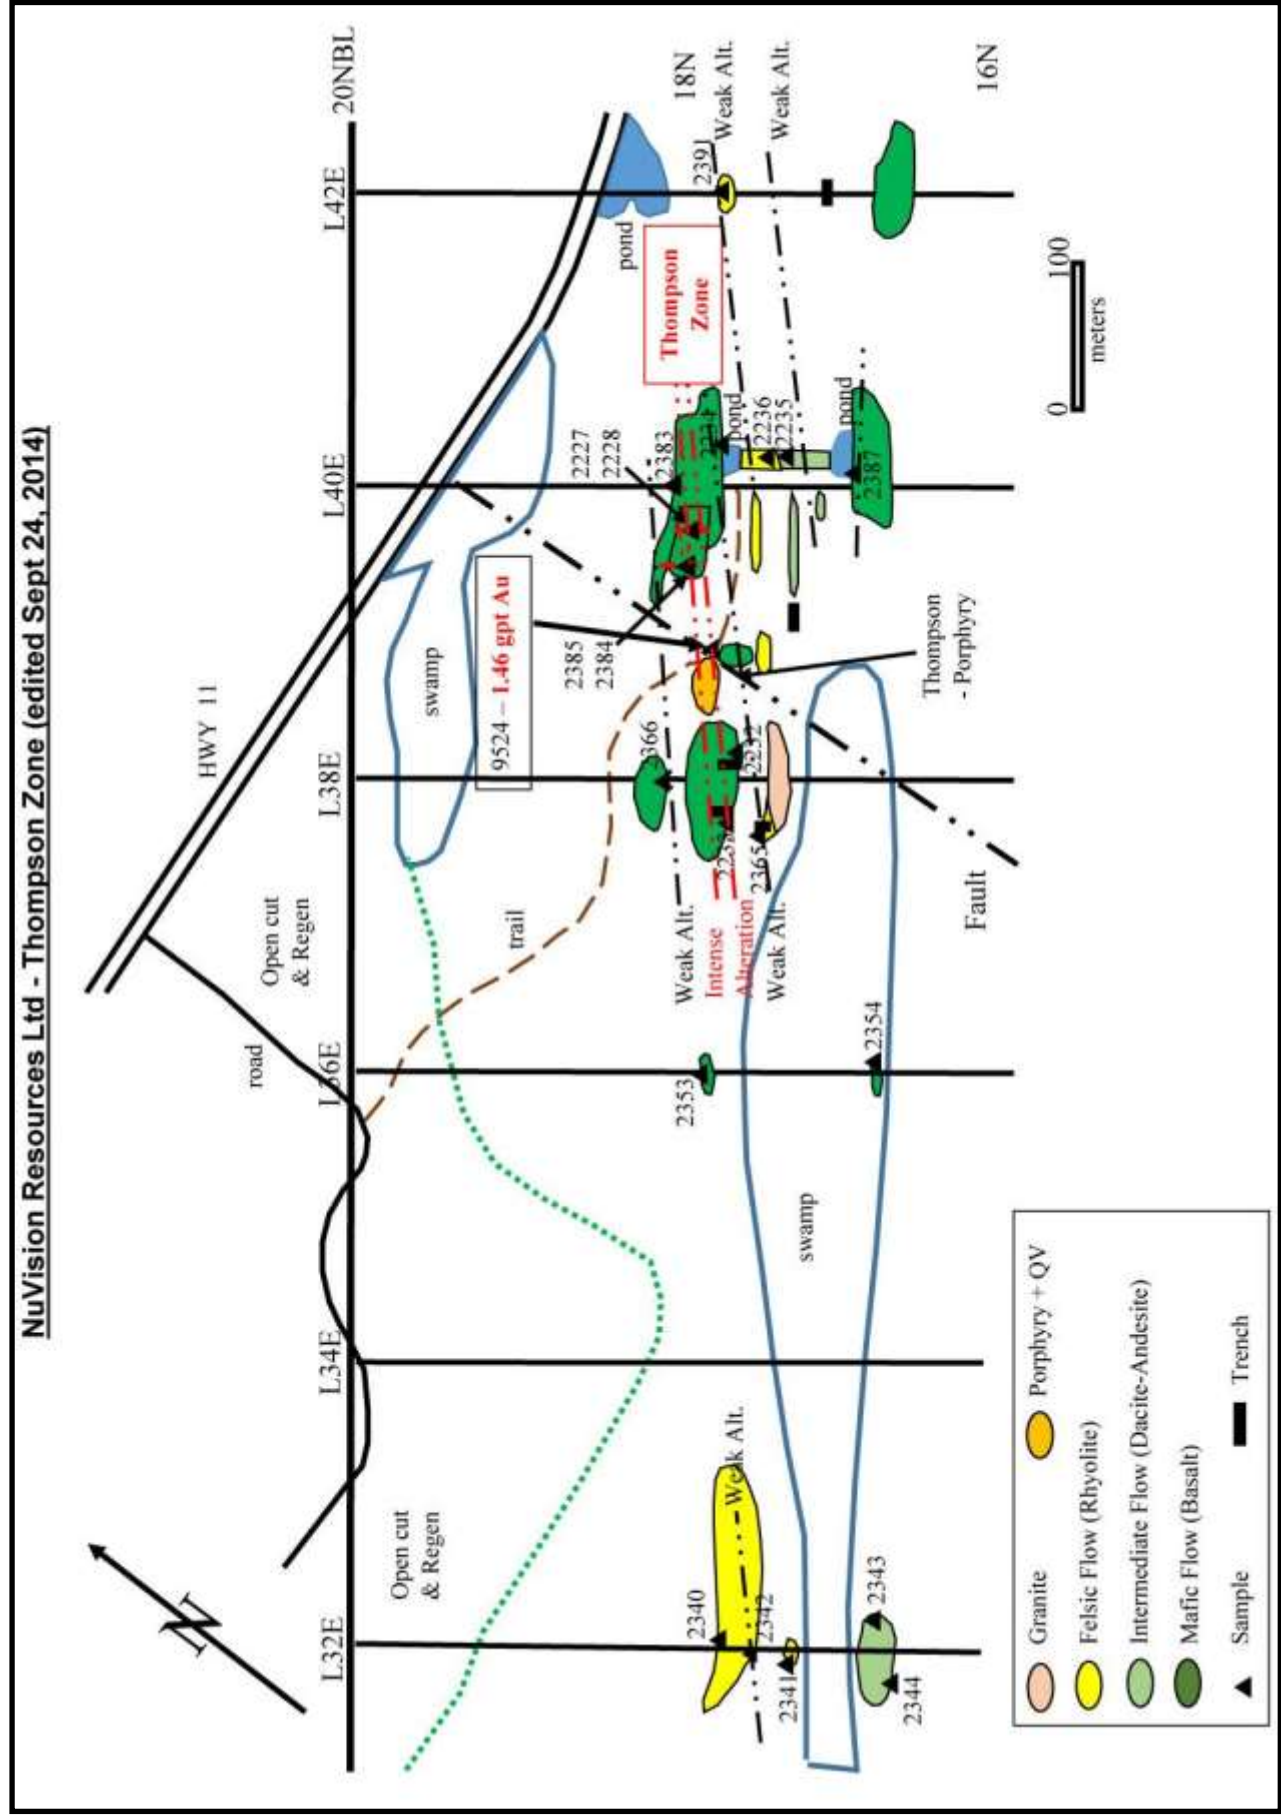 NuVision Resources Ltd - Thompson Zone (edited Sept 24, 2014)
HWY 11
road
Open cut
& Regen
L32E
L34E
L36E
L38E
L40E
L42E
20NBL
N
Open cut
& Regen
trail
swamp
9524 – 1.46 gpt Au
2385
2384
2227
2228
2383
pond
Thompson
Zone
18N
2391
Weak Alt.
Weak Alt.
16N
2340
2342
2341
Weak Alt.
2343
2344
swamp
2353
2354
Weak Alt.
Intense
Alteration
Weak Alt.
2365
2232
Fault
Thompson
- Porphyry
pond
2236
2235
pond
2387
0
100
meters
Granite
Porphyry + QV
Felsic Flow (Rhyolite)
Intermediate Flow (Dacite-Andesite)
Mafic Flow (Basalt)
Sample
Trench